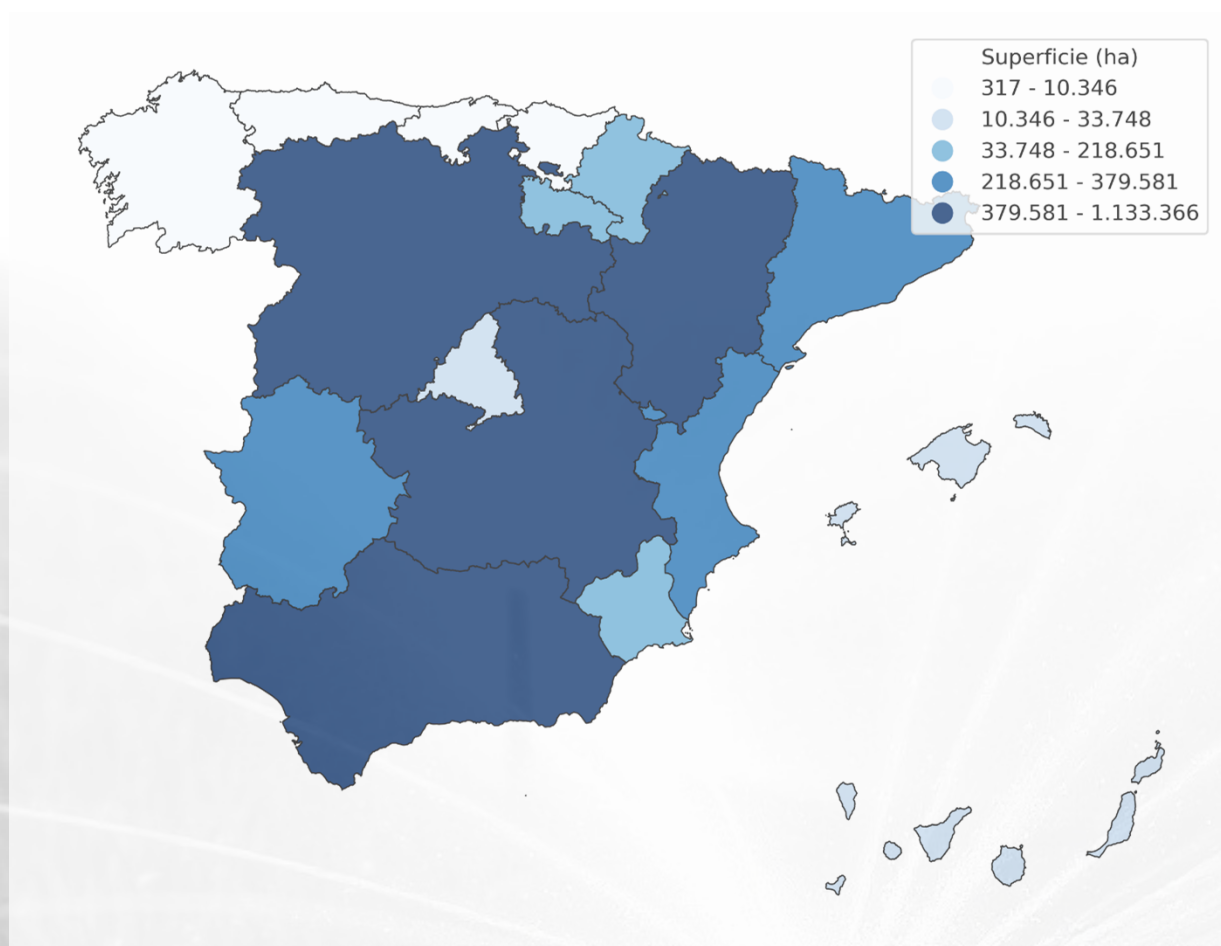 Superficie (ha)
317 - 10.346
10.346 - 33.748
33.748 - 218.651
218.651 - 379.581
379.581 - 1.133.366